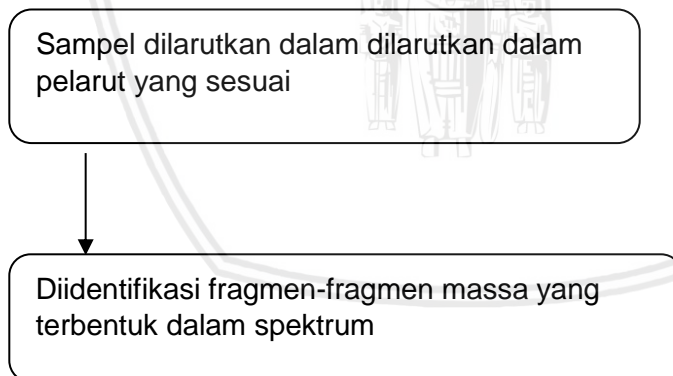 Sampel dilarutkan dalam dilarutkan dalam
pelarut yang sesuai
Diidentifikasi fragmen-fragmen massa yang
terbentuk dalam spektrum